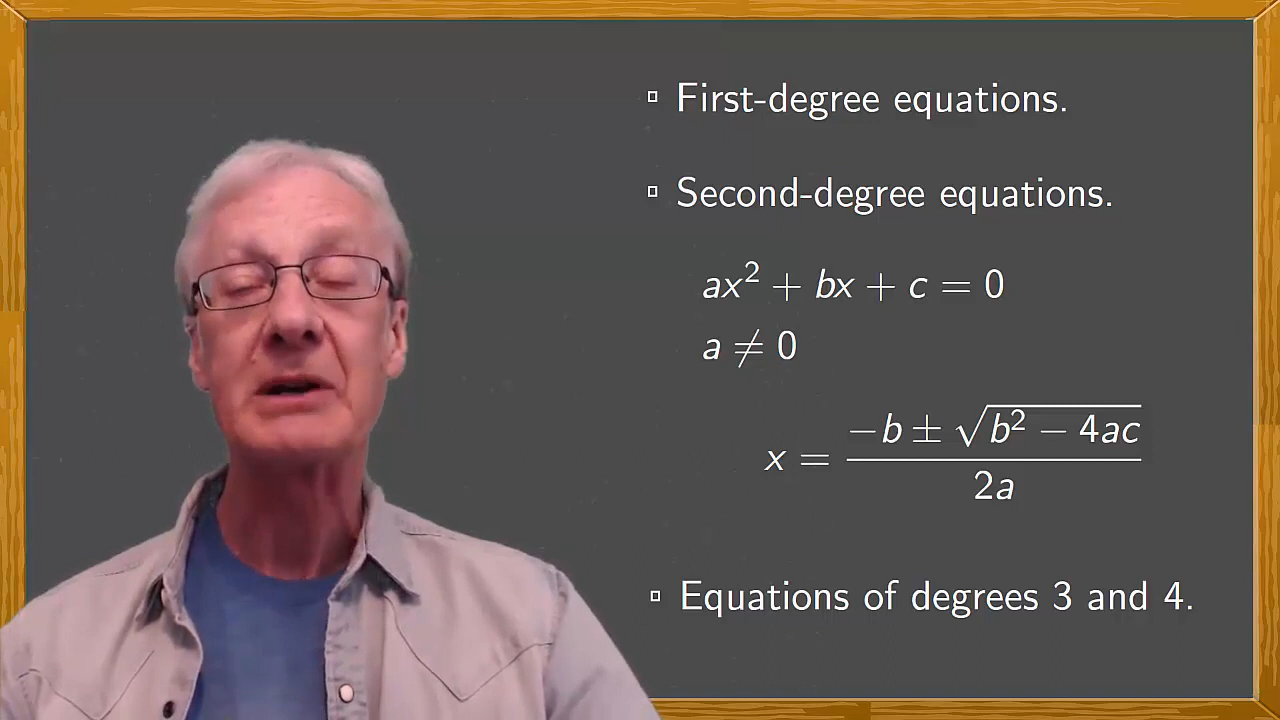 First-degree equations.
Second-degree equations.
ax² + bx + c = 0
a ≠ 0
x = (−b ± √(b² − 4ac)) / 2a
Equations of degrees 3 and 4.